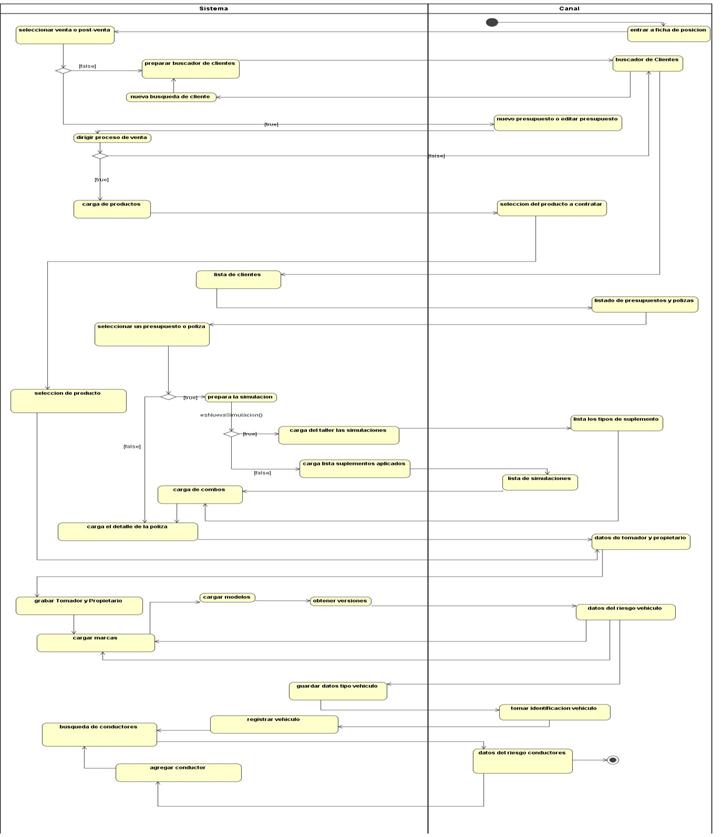 Sistema
Canal
seleccionar venta o post-venta
entrar a ficha de posicion
[false]
preparar buscador de clientes
buscador de Clientes
nueva busqueda de cliente
[true]
nuevo presupuesto o editar presupuesto
dirigir proceso de venta
[false]
[true]
carga de productos
seleccion del producto a contratar
lista de clientes
listado de presupuestos y polizas
seleccionar un presupuesto o poliza
seleccion de producto
[true]
prepara la simulacion
esNuevaSimulacion()
lista los tipos de suplemento
carga del taller las simulaciones
[true]
[false]
carga lista suplementos aplicados
[false]
lista de simulaciones
carga de combos
carga el detalle de la poliza
datos de tomador y propietario
grabar Tomador y Propietario
cargar modelos
obtener versiones
datos del riesgo vehiculo
cargar marcas
guardar datos tipo vehiculo
tomar identificacion vehiculo
registrar vehiculo
busqueda de conductores
datos del riesgo conductores
agregar conductor